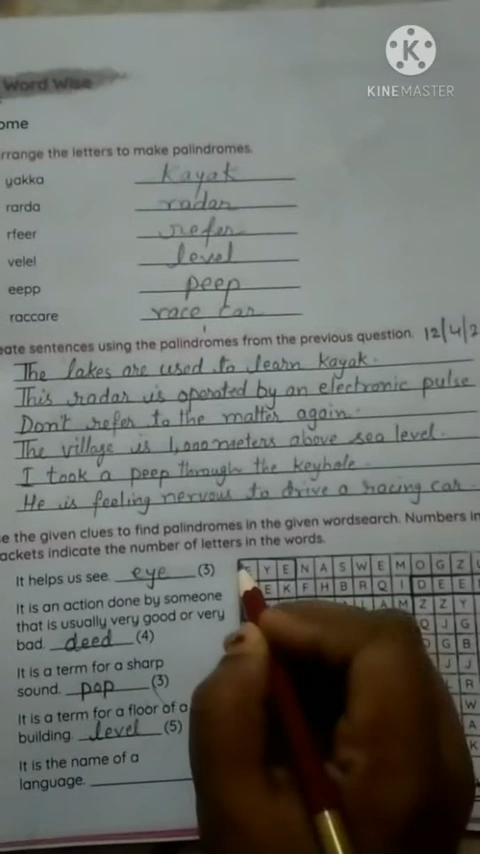 KINEMASTER
Word Wise
ome
rrange the letters to make palindromes.
yakka kayak
rarda radar
rfeer refer
velel level
eepp peep
raccare race car
eate sentences using the palindromes from the previous question. 12/4/2
The lakes are used to learn kayak.
This radar is operated by an electronic pulse
Don't refer to the matter again.
The village is 1,000 meters above sea level.
I took a peep through the keyhole.
He is feeling nervous to drive a racing car.
e the given clues to find palindromes in the given wordsearch. Numbers in
ackets indicate the number of letters in the words.
It helps us see. eye (3)
It is an action done by someone
that is usually very good or very
bad. deed (4)
It is a term for a sharp
sound. pop (3)
It is a term for a floor of a
building. level (5)
It is the name of a
language.
E Y E N A S W E M O G Z
E K F H B R Q I D E E
A M Z Z Y
Q J G
G B
J J
R
W
A
K